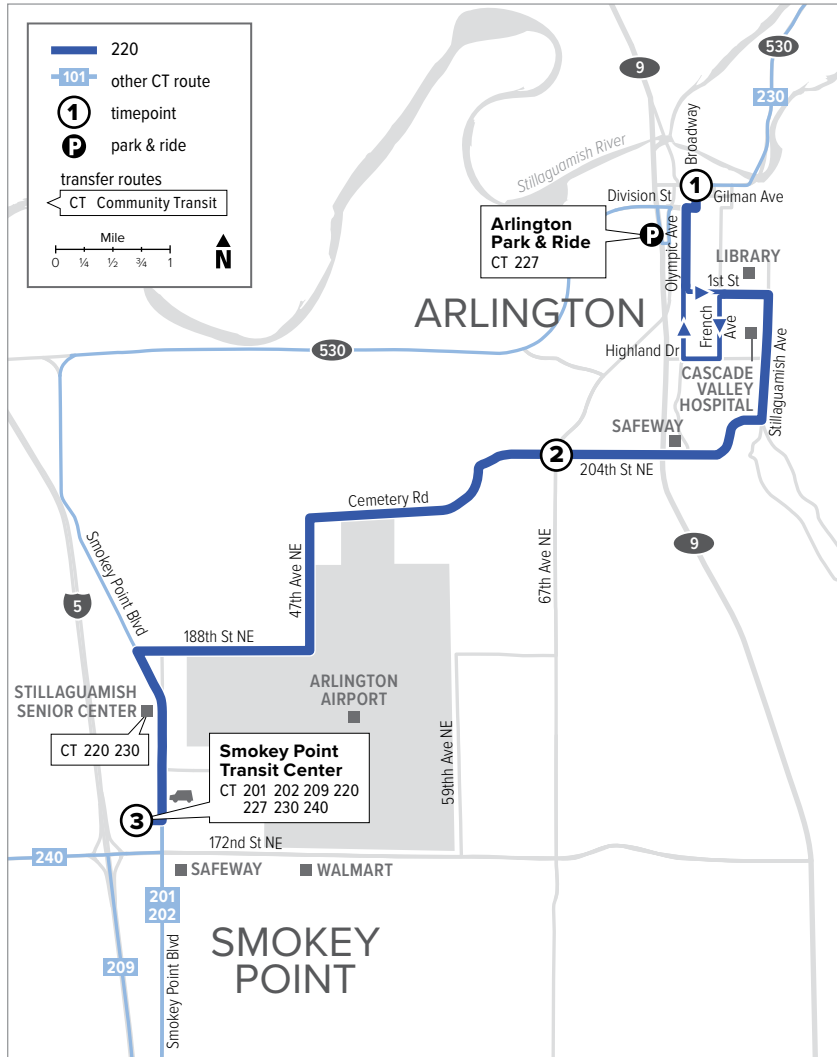 220
101 other CT route
1 timepoint
P park & ride
transfer routes
CT Community Transit
Mile
0 ¼ ½ ¾ 1
N
530
9
230
Broadway
Stillaguamish River
1
Division St
Gilman Ave
Arlington
Park & Ride
CT 227
P
Olympic Ave
LIBRARY
1st St
ARLINGTON
French
Ave
Highland Dr
530
CASCADE
VALLEY
HOSPITAL
Stillaguamish Ave
SAFEWAY
2
204th St NE
Cemetery Rd
47th Ave NE
67th Ave NE
9
Smokey Point Blvd
5
188th St NE
STILLAGUAMISH
SENIOR CENTER
ARLINGTON
AIRPORT
CT 220 230
Smokey Point
Transit Center
CT 201 202 209 220
227 230 240
59thh Ave NE
3
172nd St NE
240
SAFEWAY
WALMART
201
202
SMOKEY
POINT
209
Smokey Point Blvd